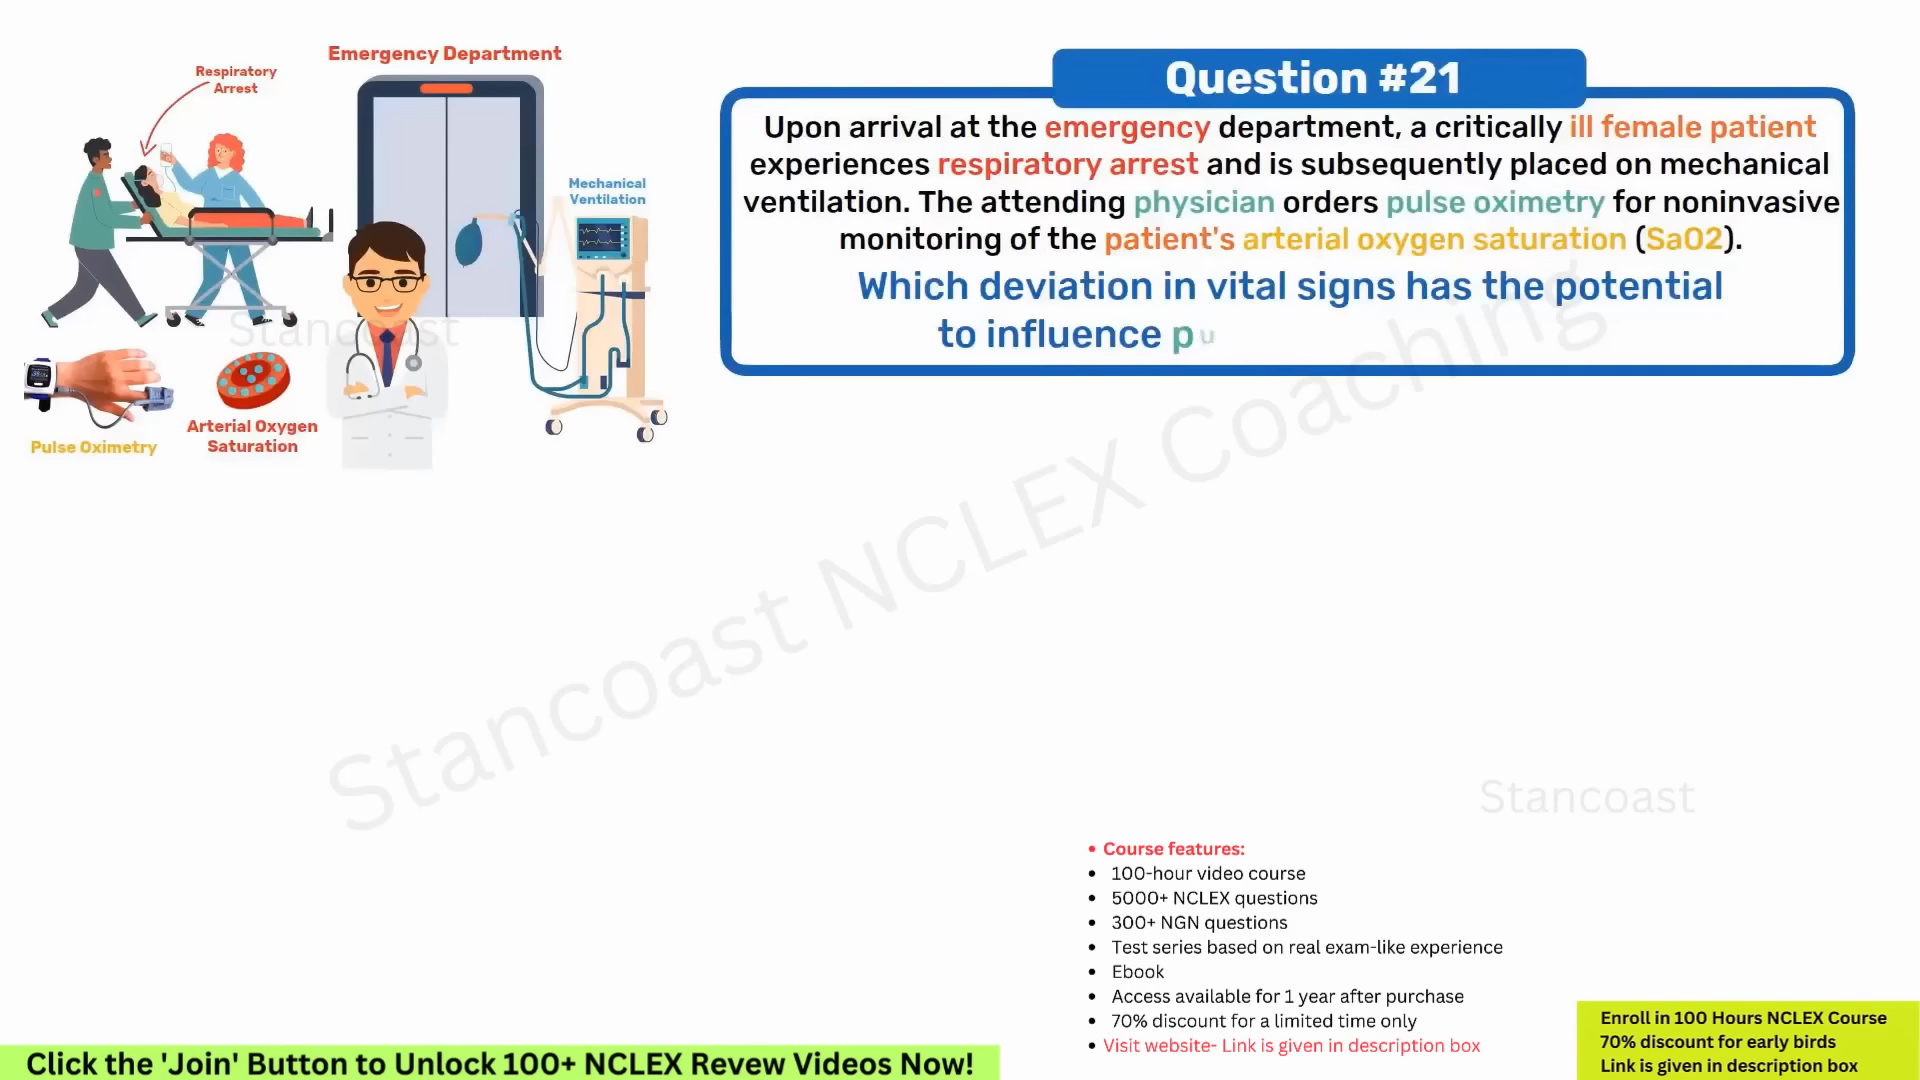 Emergency Department
Respiratory
Arrest
Mechanical
Ventilation
Pulse Oximetry
Arterial Oxygen
Saturation
Question #21
Upon arrival at the emergency department, a critically ill female patient
experiences respiratory arrest and is subsequently placed on mechanical
ventilation. The attending physician orders pulse oximetry for noninvasive
monitoring of the patient's arterial oxygen saturation (SaO2).
Which deviation in vital signs has the potential
to influence pu
Stancoast
Stancoast NCLEX Coaching
Stancoast
• Course features:
• 100-hour video course
• 5000+ NCLEX questions
• 300+ NGN questions
• Test series based on real exam-like experience
• Ebook
• Access available for 1 year after purchase
• 70% discount for a limited time only
• Visit website- Link is given in description box
Enroll in 100 Hours NCLEX Course
70% discount for early birds
Link is given in description box
Click the 'Join' Button to Unlock 100+ NCLEX Revew Videos Now!